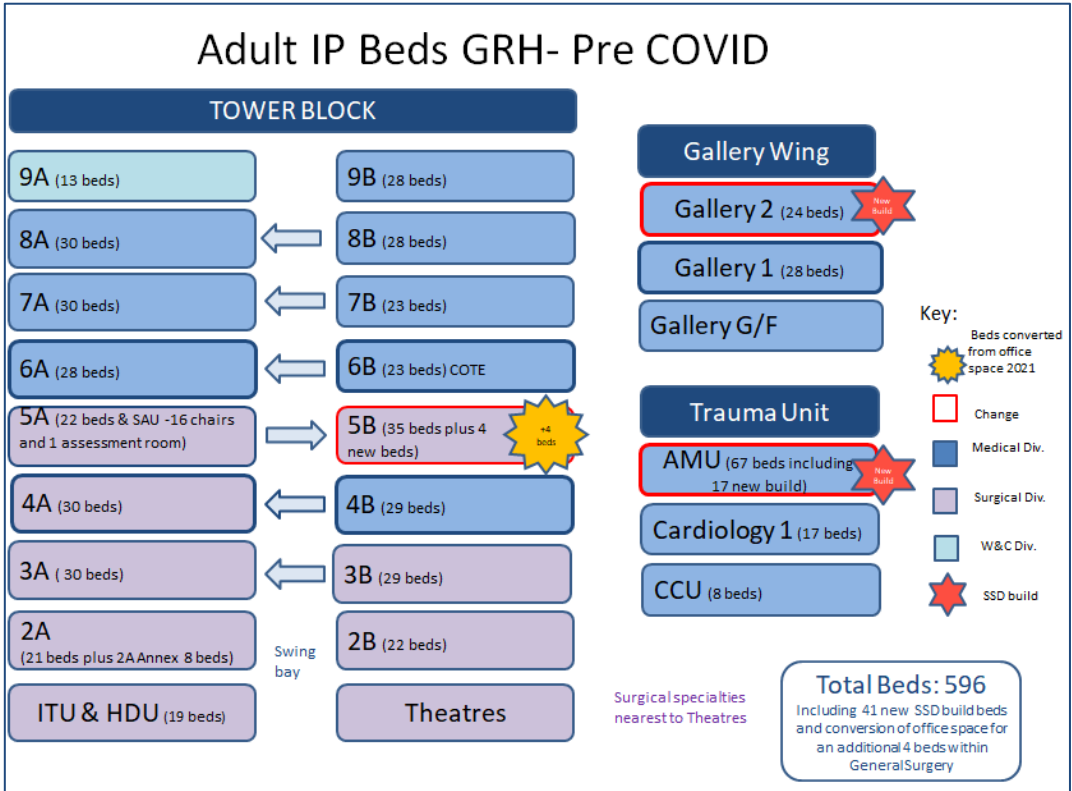 Adult IP Beds GRH- Pre COVID
TOWER BLOCK
9A (13 beds)
9B (28 beds)
8A (30 beds)
8B (28 beds)
7A (30 beds)
7B (23 beds)
6A (28 beds)
6B (23 beds) COTE
5A (22 beds & SAU -16 chairs
and 1 assessment room)
5B (35 beds plus 4
new beds)
+4
beds
4A (30 beds)
4B (29 beds)
3A ( 30 beds)
3B (29 beds)
2A
(21 beds plus 2A Annex 8 beds)
Swing
bay
2B (22 beds)
ITU & HDU (19 beds)
Theatres
Gallery Wing
Gallery 2 (24 beds)
New
Build
Gallery 1 (28 beds)
Gallery G/F
Trauma Unit
AMU (67 beds including
17 new build)
New
Build
Cardiology 1 (17 beds)
CCU (8 beds)
Key:
Beds converted
from office
space 2021
Change
Medical Div.
Surgical Div.
W&C Div.
SSD build
Surgical specialties
nearest to Theatres
Total Beds: 596
Including 41 new SSD build beds
and conversion of office space for
an additional 4 beds within
General Surgery